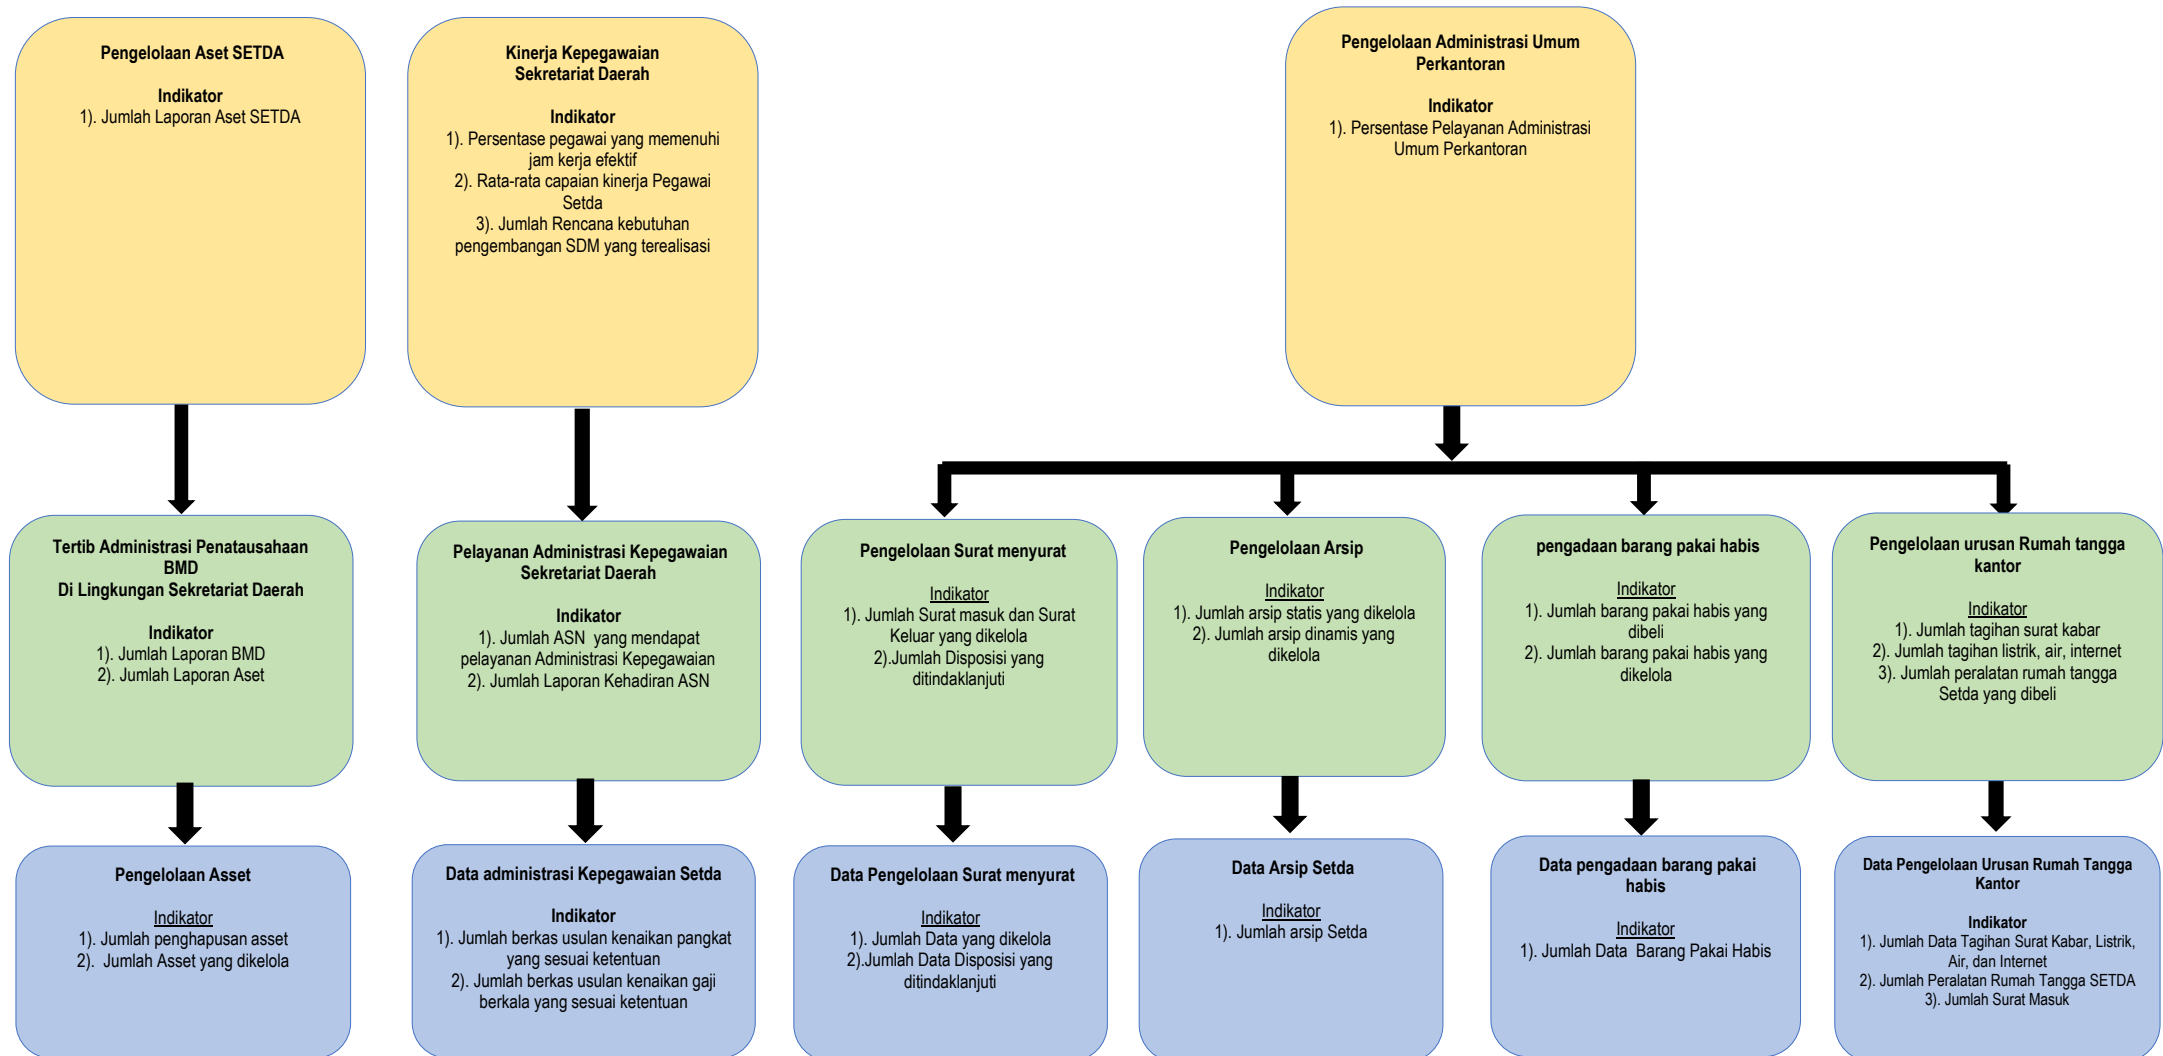 Pengelolaan Aset SETDA
Indikator
1). Jumlah Laporan Aset SETDA
Kinerja Kepegawaian
Sekretariat Daerah
Indikator
1). Persentase pegawai yang memenuhi
jam kerja efektif
2). Rata-rata capaian kinerja Pegawai
Setda
3). Jumlah Rencana kebutuhan
pengembangan SDM yang terealisasi
Pengelolaan Administrasi Umum
Perkantoran
Indikator
1). Persentase Pelayanan Administrasi
Umum Perkantoran
Tertib Administrasi Penatausahaan
BMD
Di Lingkungan Sekretariat Daerah
Indikator
1). Jumlah Laporan BMD
2). Jumlah Laporan Aset
Pelayanan Administrasi Kepegawaian
Sekretariat Daerah
Indikator
1). Jumlah ASN  yang mendapat
pelayanan Administrasi Kepegawaian
2). Jumlah Laporan Kehadiran ASN
Pengelolaan Surat menyurat
Indikator
1). Jumlah Surat masuk dan Surat
Keluar yang dikelola
2).Jumlah Disposisi yang
ditindaklanjuti
Pengelolaan Arsip
Indikator
1). Jumlah arsip statis yang dikelola
2). Jumlah arsip dinamis yang
dikelola
pengadaan barang pakai habis
Indikator
1). Jumlah barang pakai habis yang
dibeli
2). Jumlah barang pakai habis yang
dikelola
Pengelolaan urusan Rumah tangga
kantor
Indikator
1). Jumlah tagihan surat kabar
2). Jumlah tagihan listrik, air, internet
3). Jumlah peralatan rumah tangga
Setda yang dibeli
Pengelolaan Asset
Indikator
1). Jumlah penghapusan asset
2).  Jumlah Asset yang dikelola
Data administrasi Kepegawaian Setda
Indikator
1). Jumlah berkas usulan kenaikan pangkat
yang sesuai ketentuan
2). Jumlah berkas usulan kenaikan gaji
berkala yang sesuai ketentuan
Data Pengelolaan Surat menyurat
Indikator
1). Jumlah Data yang dikelola
2).Jumlah Data Disposisi yang
ditindaklanjuti
Data Arsip Setda
Indikator
1). Jumlah arsip Setda
Data pengadaan barang pakai
habis
Indikator
1). Jumlah Data  Barang Pakai Habis
Data Pengelolaan Urusan Rumah Tangga
Kantor
Indikator
1). Jumlah Data Tagihan Surat Kabar, Listrik,
Air, dan Internet
2). Jumlah Peralatan Rumah Tangga SETDA
3). Jumlah Surat Masuk